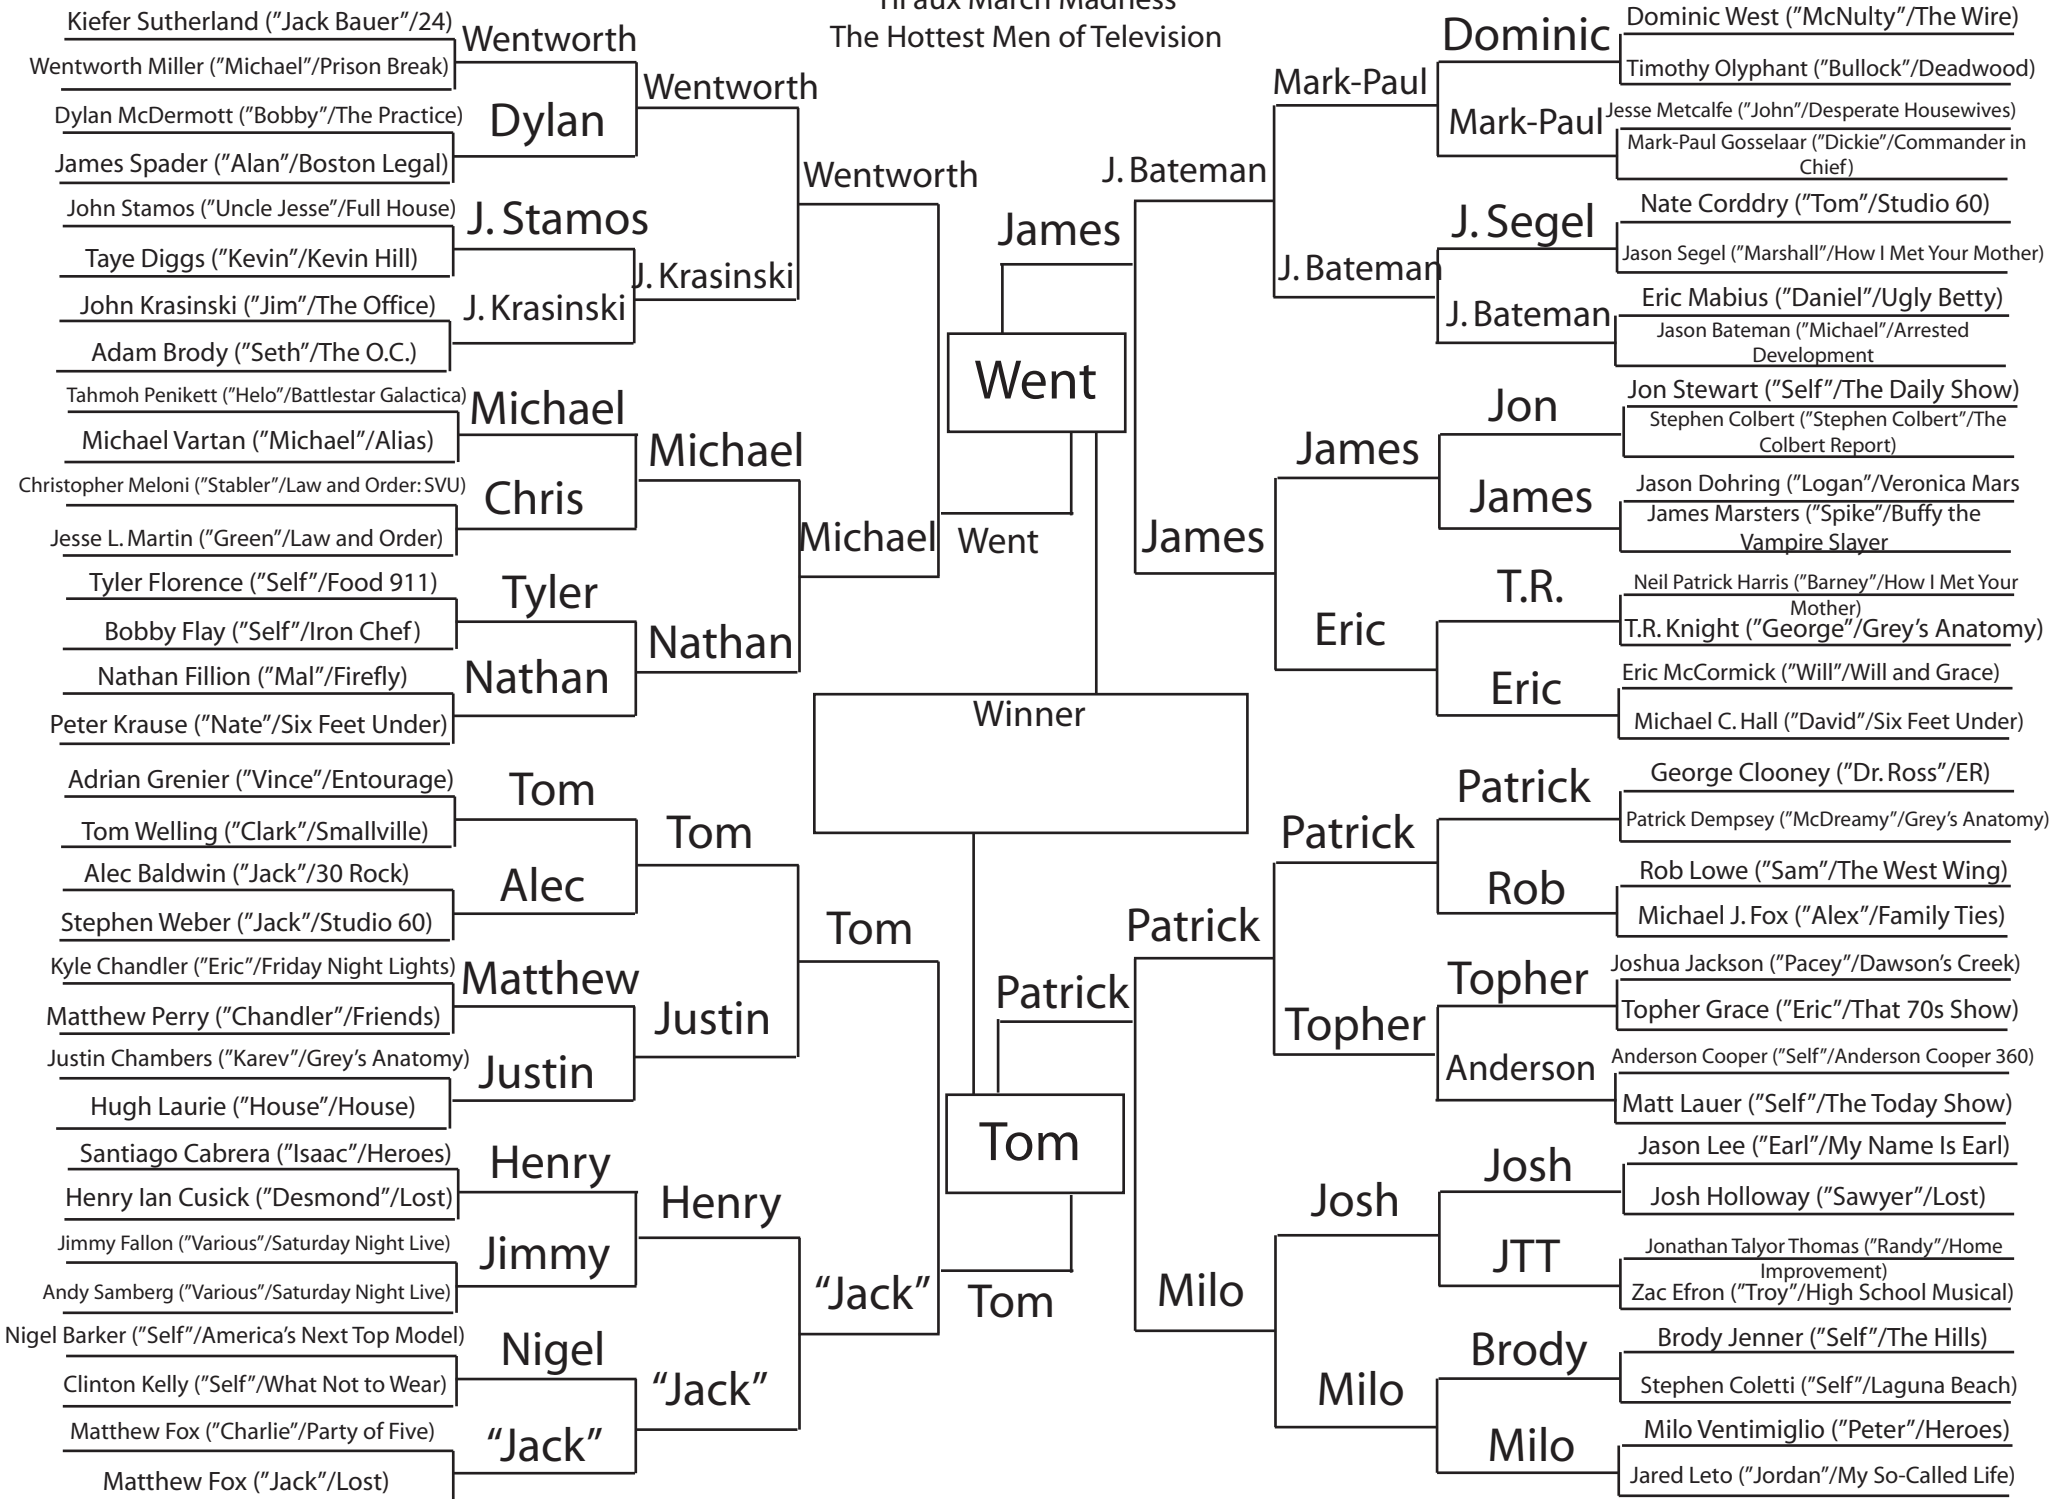 March Madness
The Hottest Men of Television
Kiefer Sutherland ("Jack Bauer"/24)
Wentworth Miller ("Michael"/Prison Break)
Dylan McDermott ("Bobby"/The Practice)
James Spader ("Alan"/Boston Legal)
John Stamos ("Uncle Jesse"/Full House)
Taye Diggs ("Kevin"/Kevin Hill)
John Krasinski ("Jim"/The Office)
Adam Brody ("Seth"/The O.C.)
Tahmoh Penikett ("Helo"/Battlestar Galactica)
Michael Vartan ("Michael"/Alias)
Christopher Meloni ("Stabler"/Law and Order: SVU)
Jesse L. Martin ("Green"/Law and Order)
Tyler Florence ("Self"/Food 911)
Bobby Flay ("Self"/Iron Chef)
Nathan Fillion ("Mal"/Firefly)
Peter Krause ("Nate"/Six Feet Under)
Adrian Grenier ("Vince"/Entourage)
Tom Welling ("Clark"/Smallville)
Alec Baldwin ("Jack"/30 Rock)
Stephen Weber ("Jack"/Studio 60)
Kyle Chandler ("Eric"/Friday Night Lights)
Matthew Perry ("Chandler"/Friends)
Justin Chambers ("Karev"/Grey's Anatomy)
Hugh Laurie ("House"/House)
Santiago Cabrera ("Isaac"/Heroes)
Henry Ian Cusick ("Desmond"/Lost)
Jimmy Fallon ("Various"/Saturday Night Live)
Andy Samberg ("Various"/Saturday Night Live)
Nigel Barker ("Self"/America's Next Top Model)
Clinton Kelly ("Self"/What Not to Wear)
Matthew Fox ("Charlie"/Party of Five)
Matthew Fox ("Jack"/Lost)
Wentworth
Dylan
J. Stamos
J. Krasinski
Michael
Chris
Tyler
Nathan
Tom
Alec
Matthew
Justin
Henry
Jimmy
Nigel
"Jack"
Wentworth
J. Krasinski
Michael
Nathan
Tom
Justin
Henry
"Jack"
Wentworth
Michael
Tom
"Jack"
James
Went
Went
Winner
Patrick
Tom
Tom
J. Bateman
James
Patrick
Milo
Mark-Paul
J. Bateman
James
Eric
Patrick
Topher
Josh
Milo
Dominic
Mark-Paul
J. Segel
J. Bateman
Jon
James
T.R.
Eric
Patrick
Rob
Topher
Anderson
Josh
JTT
Brody
Milo
Dominic West ("McNulty"/The Wire)
Timothy Olyphant ("Bullock"/Deadwood)
Jesse Metcalfe ("John"/Desperate Housewives)
Mark-Paul Gosselaar ("Dickie"/Commander in
Chief)
Nate Corddry ("Tom"/Studio 60)
Jason Segel ("Marshall"/How I Met Your Mother)
Eric Mabius ("Daniel"/Ugly Betty)
Jason Bateman ("Michael"/Arrested
Development
Jon Stewart ("Self"/The Daily Show)
Stephen Colbert ("Stephen Colbert"/The
Colbert Report)
Jason Dohring ("Logan"/Veronica Mars
James Marsters ("Spike"/Buffy the
Vampire Slayer
Neil Patrick Harris ("Barney"/How I Met Your
Mother)
T.R. Knight ("George"/Grey's Anatomy)
Eric McCormick ("Will"/Will and Grace)
Michael C. Hall ("David"/Six Feet Under)
George Clooney ("Dr. Ross"/ER)
Patrick Dempsey ("McDreamy"/Grey's Anatomy)
Rob Lowe ("Sam"/The West Wing)
Michael J. Fox ("Alex"/Family Ties)
Joshua Jackson ("Pacey"/Dawson's Creek)
Topher Grace ("Eric"/That 70s Show)
Anderson Cooper ("Self"/Anderson Cooper 360)
Matt Lauer ("Self"/The Today Show)
Jason Lee ("Earl"/My Name Is Earl)
Josh Holloway ("Sawyer"/Lost)
Jonathan Talyor Thomas ("Randy"/Home
Improvement)
Zac Efron ("Troy"/High School Musical)
Brody Jenner ("Self"/The Hills)
Stephen Coletti ("Self"/Laguna Beach)
Milo Ventimiglio ("Peter"/Heroes)
Jared Leto ("Jordan"/My So-Called Life)